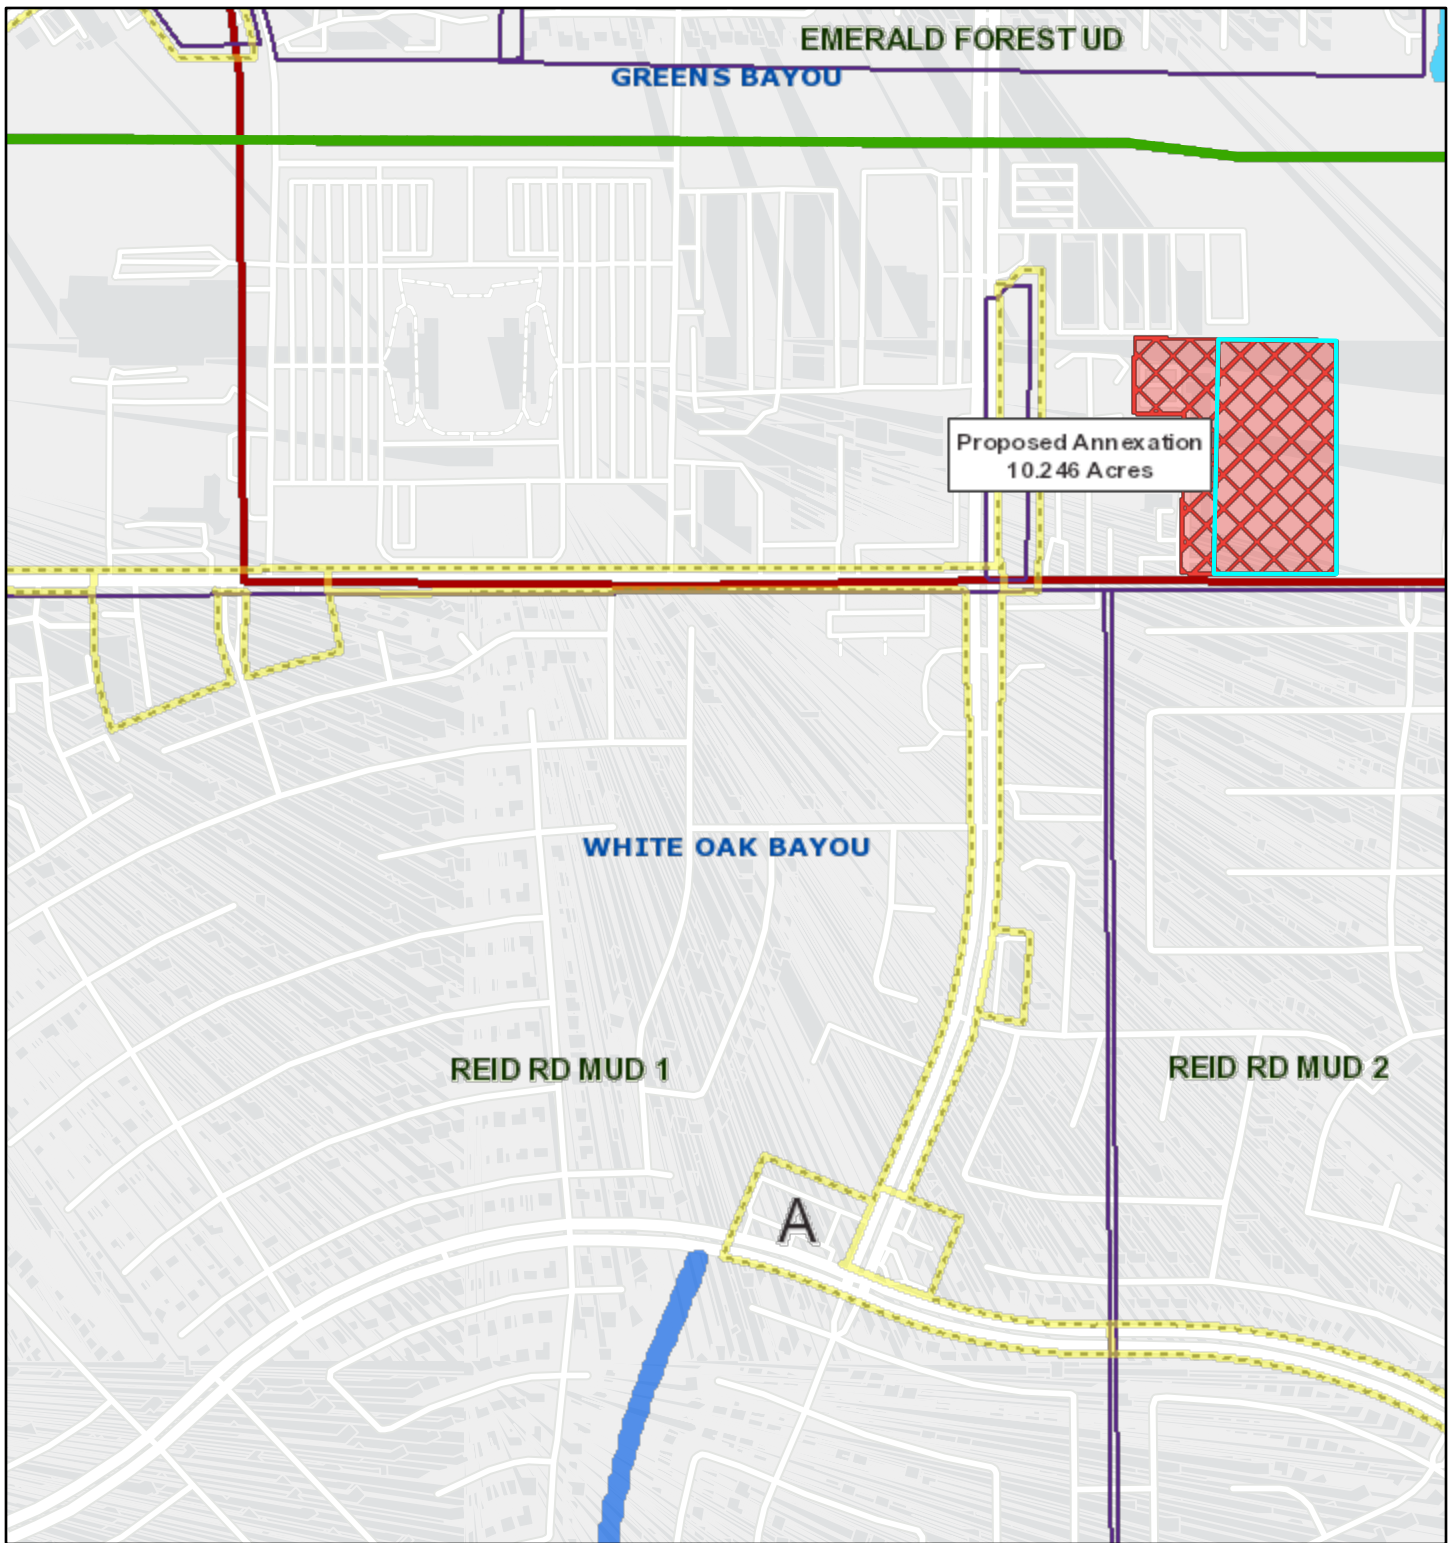 EMERALD FOREST UD
GREENS BAYOU
Proposed Annexation
10.246 Acres
WHITE OAK BAYOU
REID RD MUD 1
REID RD MUD 2
A